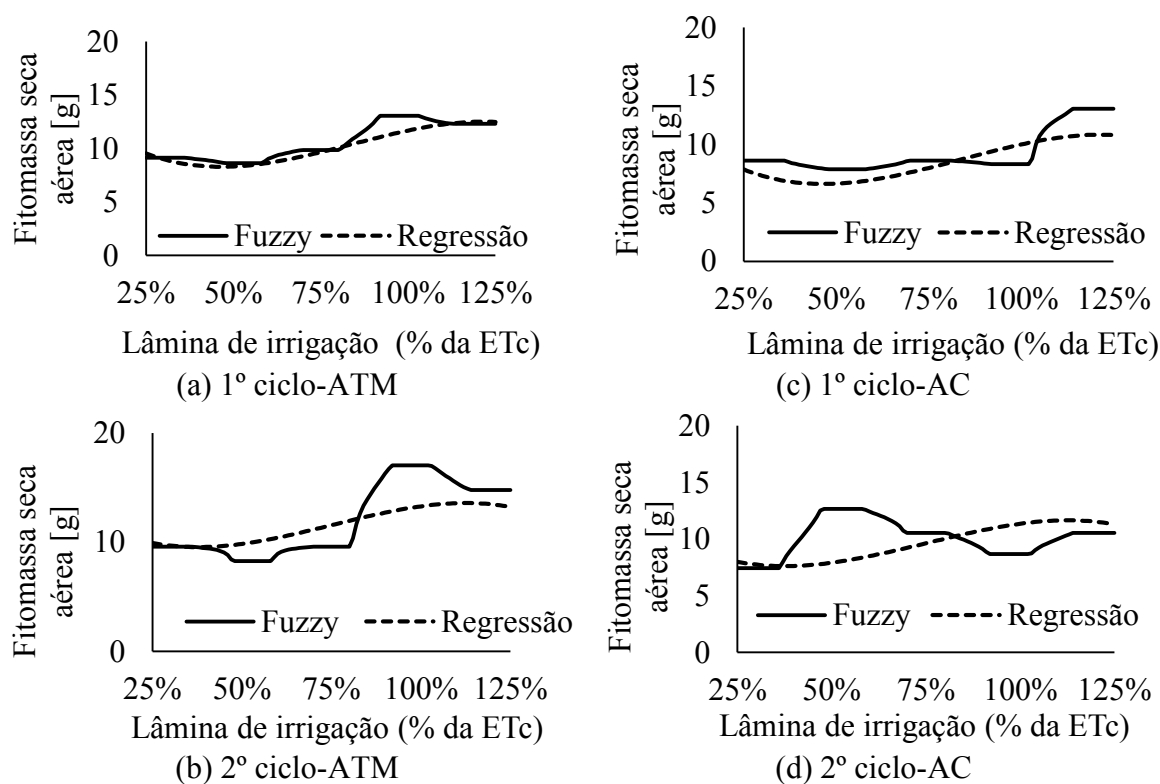 20
15
10
5
0
Fitomassa seca
aérea [g]
Fuzzy Regressão
25% 50% 75% 100% 125%
Lâmina de irrigação (% da ETc)
(a) 1º ciclo-ATM
20
15
10
5
0
Fitomassa seca
aérea [g]
Fuzzy Regressão
25% 50% 75% 100% 125%
Lâmina de irrigação (% da ETc)
(c) 1º ciclo-AC
20
10
0
Fitomassa seca
aérea [g]
Fuzzy Regressão
25% 50% 75% 100% 125%
Lâmina de irrigação (% da ETc)
(b) 2º ciclo-ATM
20
15
10
5
0
Fitomassa seca
aérea [g]
Fuzzy Regressão
25% 50% 75% 100% 125%
Lâmina de irrigação (% da ETc)
(d) 2º ciclo-AC